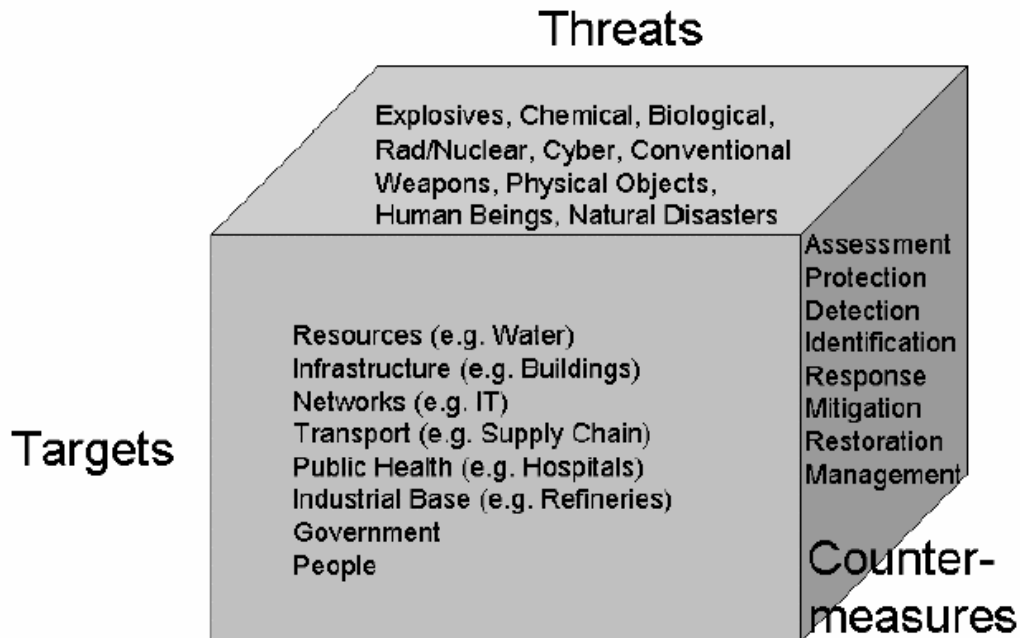 Threats
Explosives, Chemical, Biological,
Rad/Nuclear, Cyber, Conventional
Weapons, Physical Objects,
Human Beings, Natural Disasters
Assessment
Protection
Detection
Identification
Response
Mitigation
Restoration
Management
Resources (e.g. Water)
Infrastructure (e.g. Buildings)
Networks (e.g. IT)
Transport (e.g. Supply Chain)
Public Health (e.g. Hospitals)
Industrial Base (e.g. Refineries)
Government
People
Targets
Counter-
measures